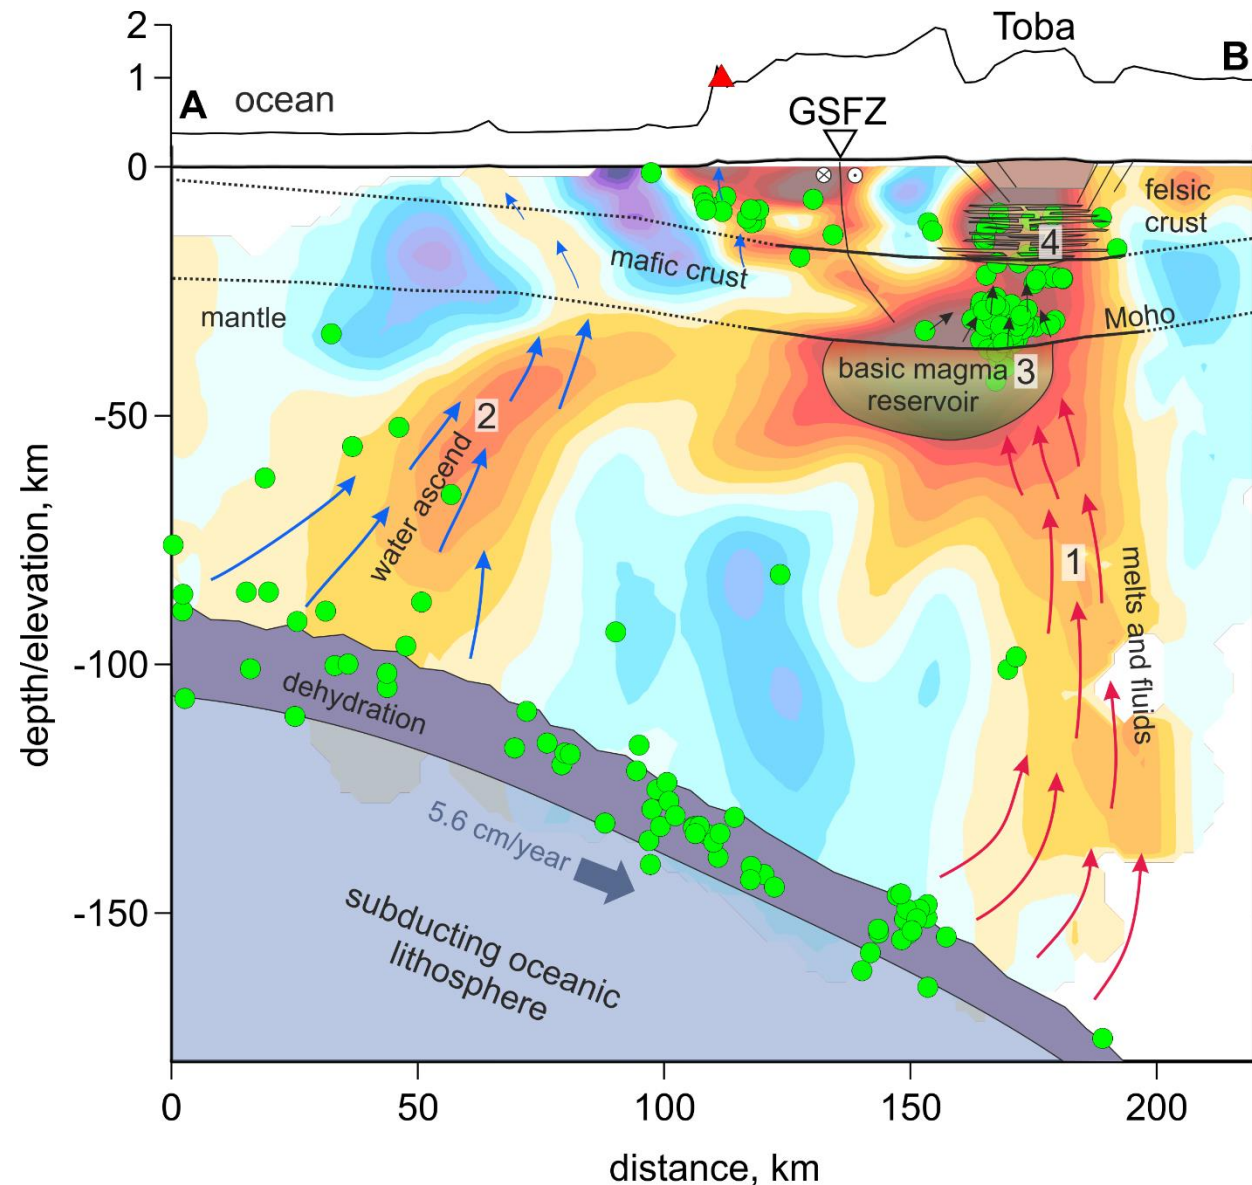 2
Toba
B
1
A
ocean
GSFZ
0
felsic
crust
4
mafic crust
mantle
Moho
basic magma
reservoir
3
-50
2
water ascend
1
melts and fluids
depth/elevation, km
-100
dehydration
5.6 cm/year
-150
subducting oceanic
lithosphere
0
50
100
150
200
distance, km